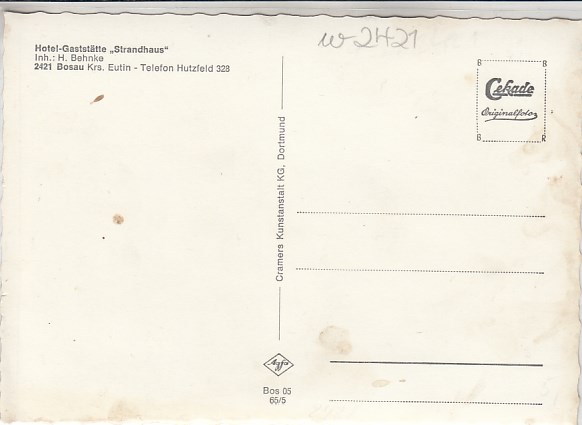 Hotel-Gaststätte „Strandhaus"
Inh.: H. Behnke
2421 Bosau Krs. Eutin - Telefon Hutzfeld 328
w-2421
B B
Cekade
Originalfoto
B R
Cramers Kunstanstalt KG, Dortmund
Agfa
Bos 05
65/5